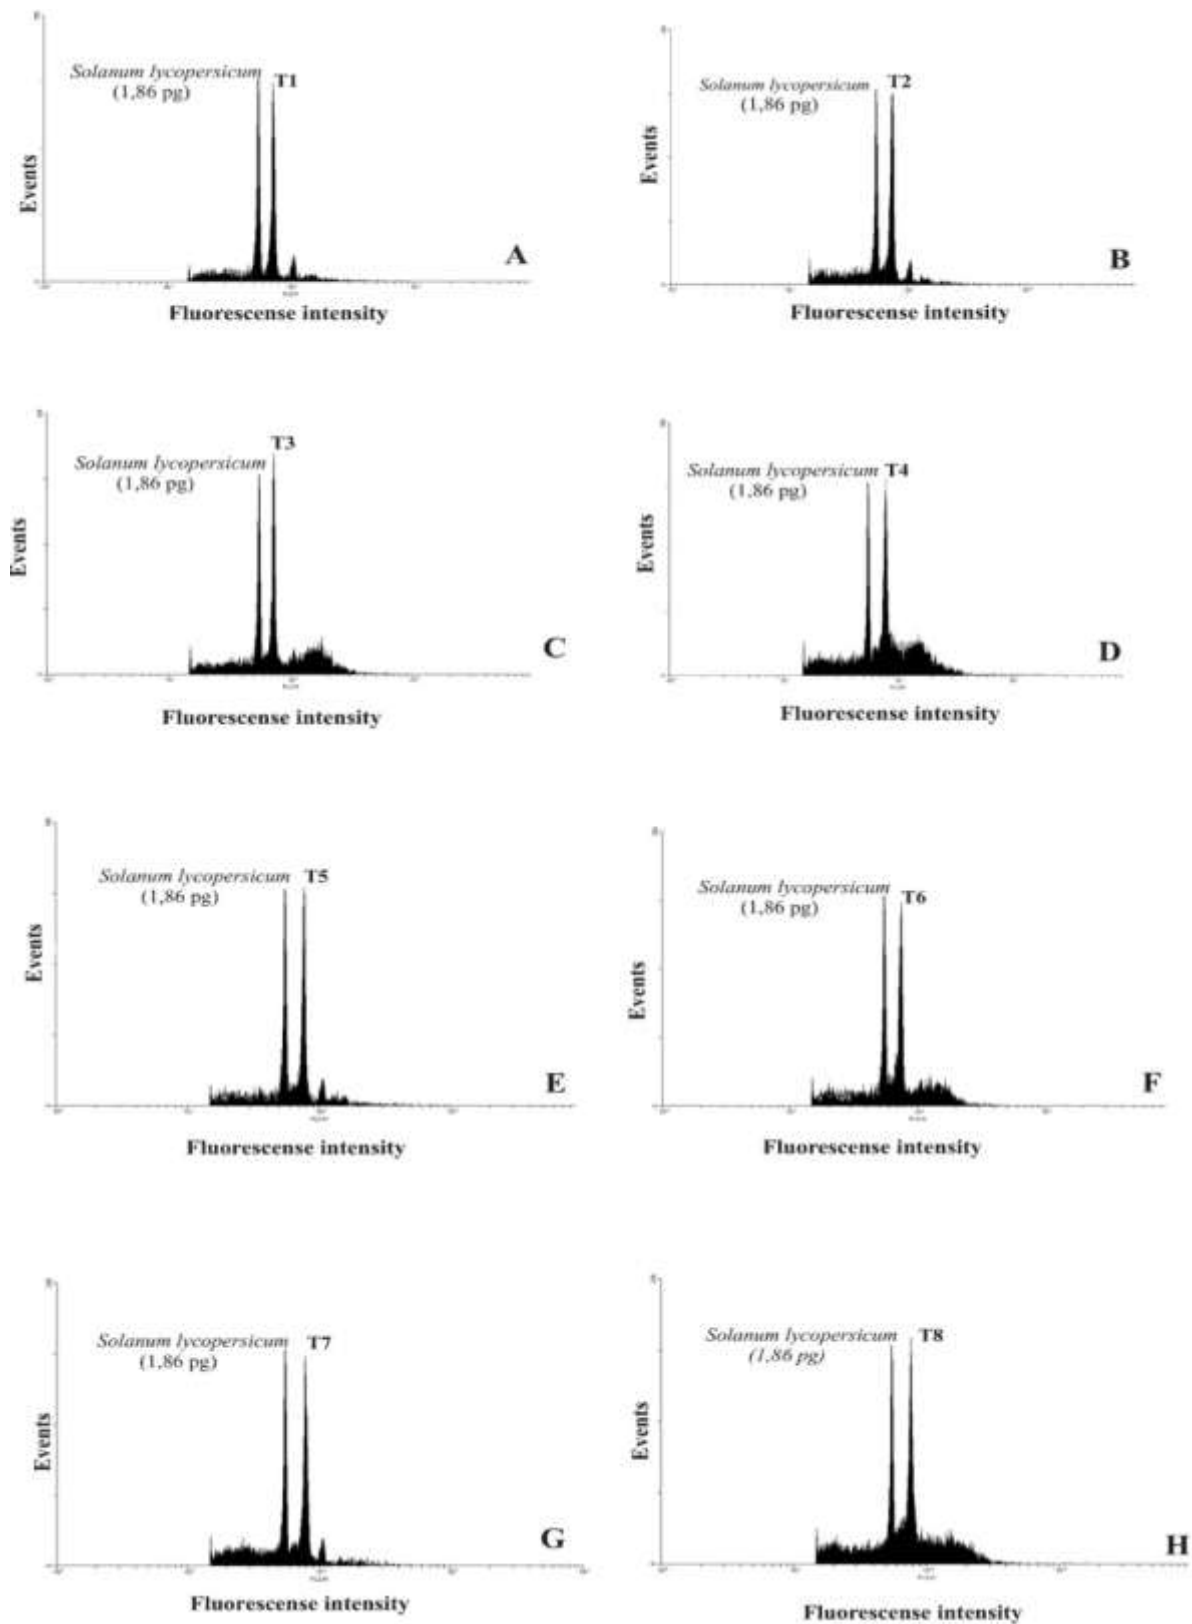 Solanum lycopersicum T1
(1,86 pg)
Events
A
Fluorescense intensity
Solanum lycopersicum T2
(1,86 pg)
Events
B
Fluorescense intensity
T3
Solanum lycopersicum
(1,86 pg)
Events
C
Fluorescense intensity
Solanum lycopersicum T4
(1,86 pg)
Events
D
Fluorescense intensity
Solanum lycopersicum T5
(1,86 pg)
Events
E
Fluorescense intensity
Solanum lycopersicum
T6
(1,86 pg)
Events
F
Fluorescense intensity
Solanum lycopersicum T7
(1,86 pg)
Events
G
Fluorescense intensity
Solanum lycopersicum T8
(1,86 pg)
Events
H
Fluorescense intensity